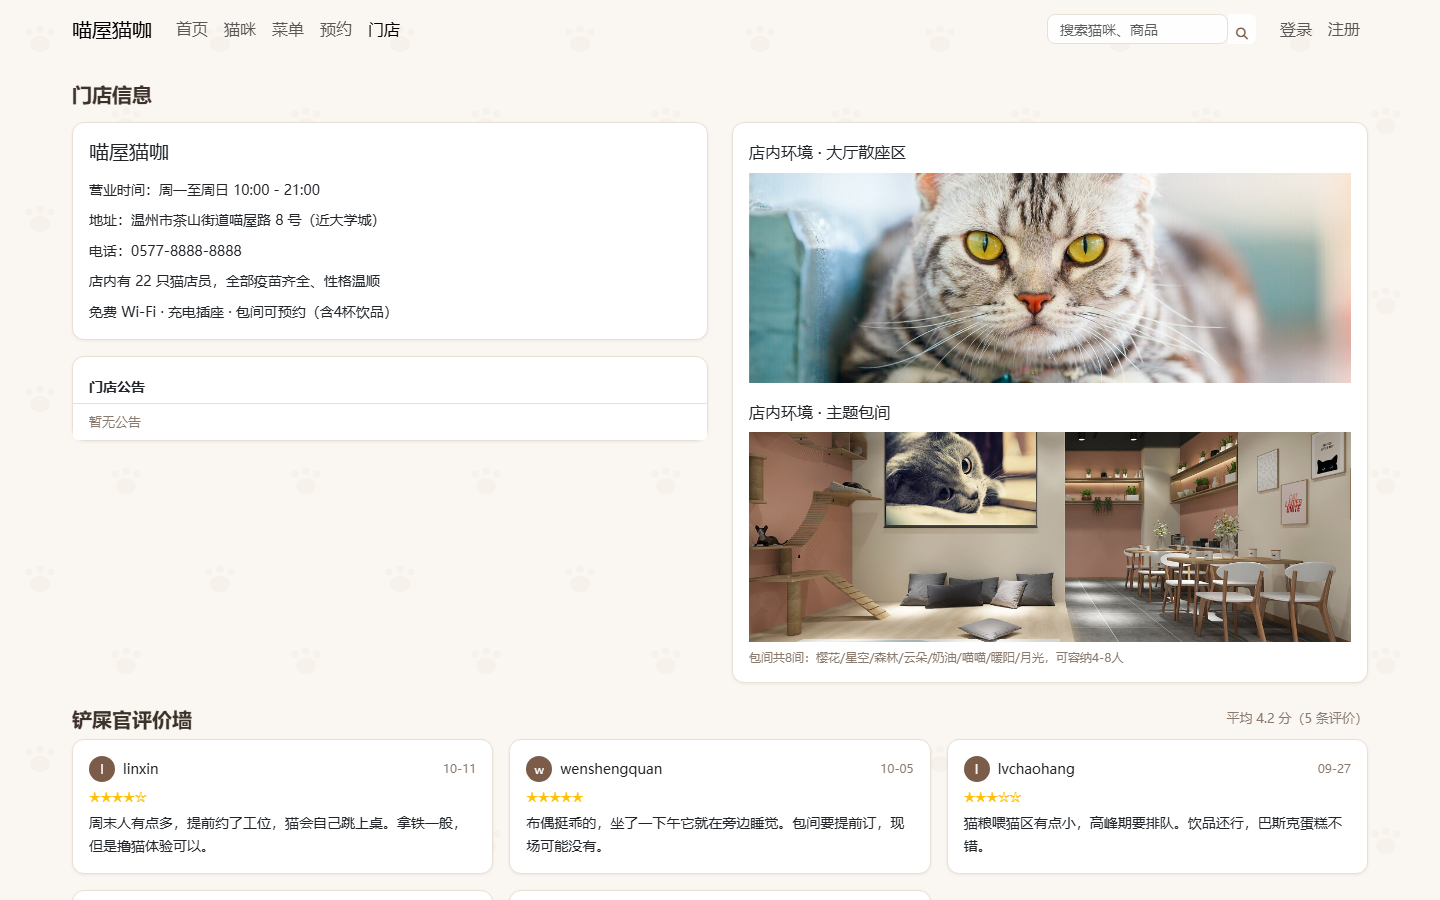 喵屋猫咖 首页 猫咪 菜单 预约 门店 搜索猫咪、商品 登录 注册
门店信息
喵屋猫咖
营业时间：周一至周日 10:00 - 21:00
地址：温州市茶山街道喵屋路 8 号（近大学城）
电话：0577-8888-8888
店内有 22 只猫店员，全部疫苗齐全、性格温顺
免费 Wi-Fi · 充电插座 · 包间可预约（含4杯饮品）
门店公告
暂无公告
店内环境 · 大厅散座区
店内环境 · 主题包间
包间共8间：樱花/星空/森林/云朵/奶油/喵喵/暖阳/月光，可容纳4-8人
铲屎官评价墙
平均 4.2 分（5 条评价）
l linxin 10-11
★★★★☆
周末人有点多，提前约了工位，猫会自己跳上桌。拿铁一般，
但是撸猫体验可以。
w wenshengquan 10-05
★★★★★
布偶挺乖的，坐了一下午它就在旁边睡觉。包间要提前订，现
场可能没有。
l lvchaohang 09-27
★★★☆☆
猫粮喂猫区有点小，高峰期要排队。饮品还行，巴斯克蛋糕不
错。